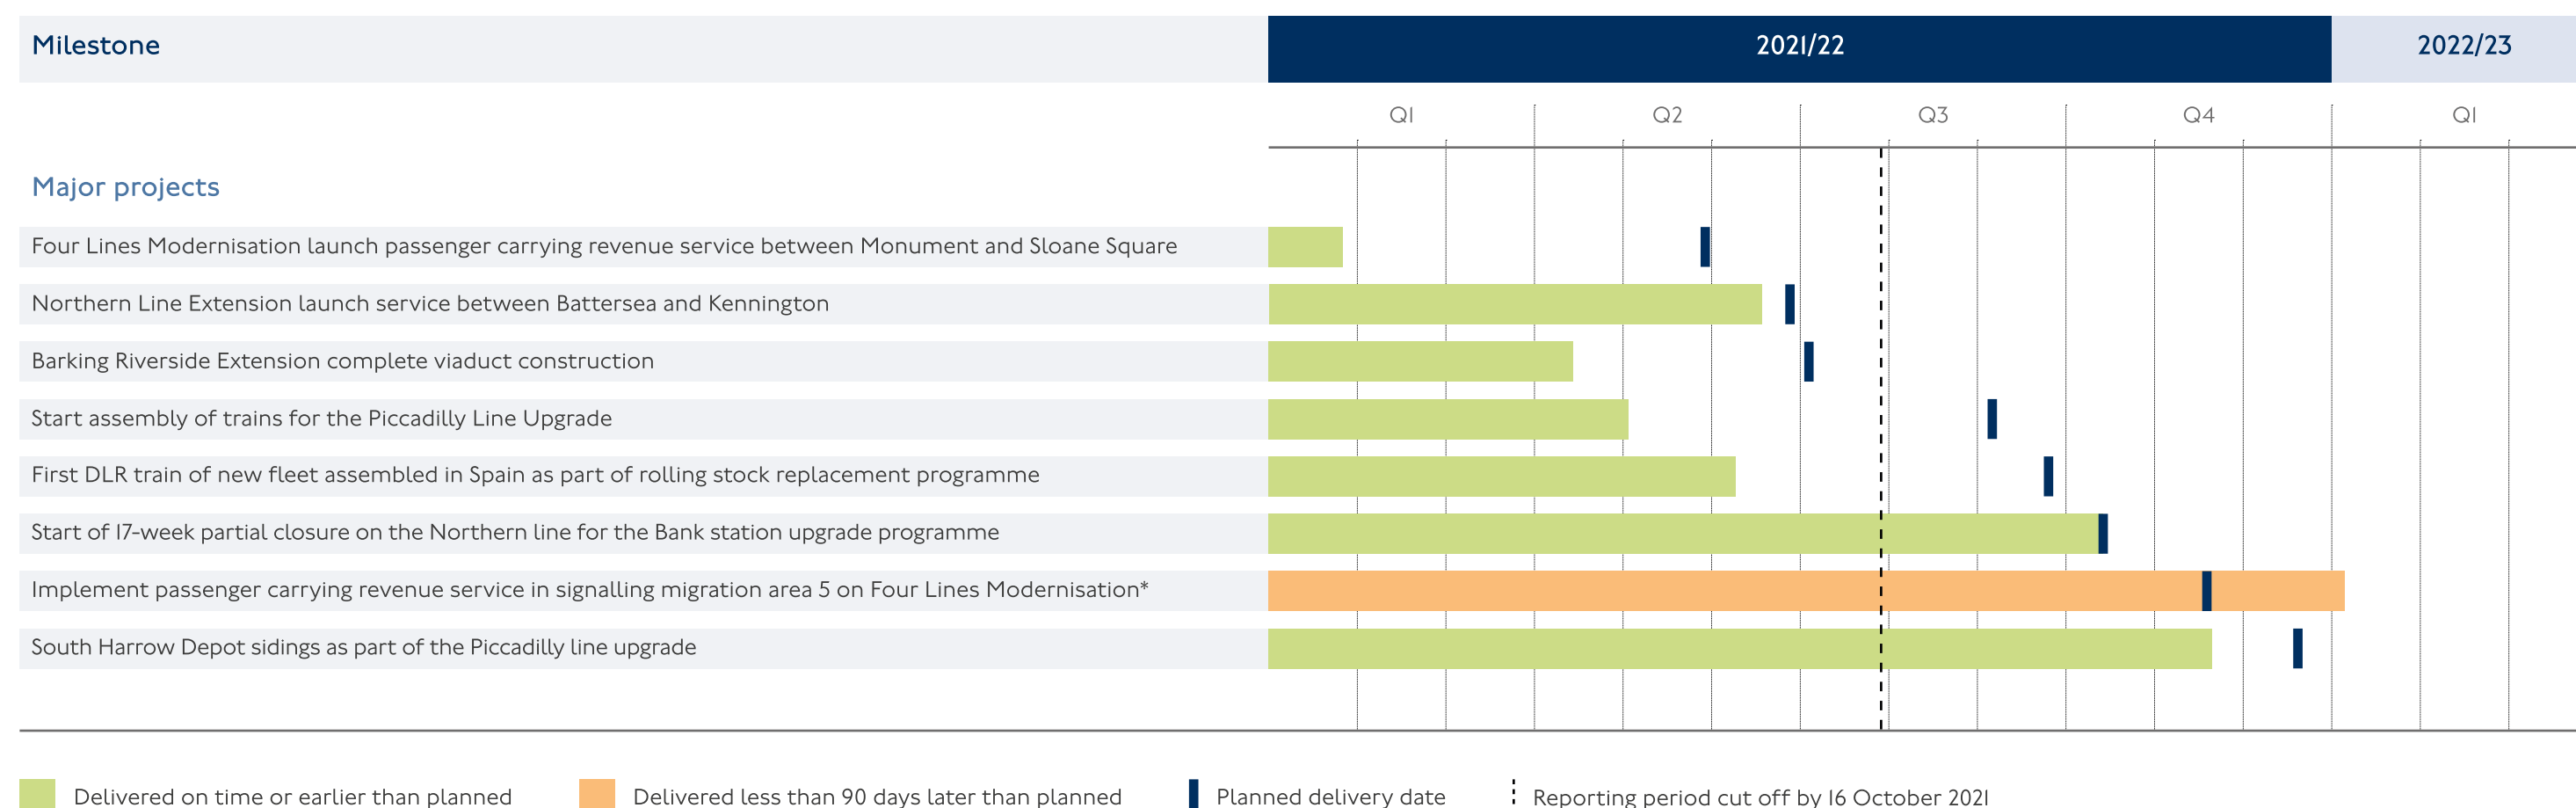 Milestone 2021/22 2022/23
Q1 Q2 Q3 Q4 Q1
Major projects
Four Lines Modernisation launch passenger carrying revenue service between Monument and Sloane Square
Northern Line Extension launch service between Battersea and Kennington
Barking Riverside Extension complete viaduct construction
Start assembly of trains for the Piccadilly Line Upgrade
First DLR train of new fleet assembled in Spain as part of rolling stock replacement programme
Start of 17-week partial closure on the Northern line for the Bank station upgrade programme
Implement passenger carrying revenue service in signalling migration area 5 on Four Lines Modernisation*
South Harrow Depot sidings as part of the Piccadilly line upgrade
Delivered on time or earlier than planned Delivered less than 90 days later than planned Planned delivery date Reporting period cut off by 16 October 2021